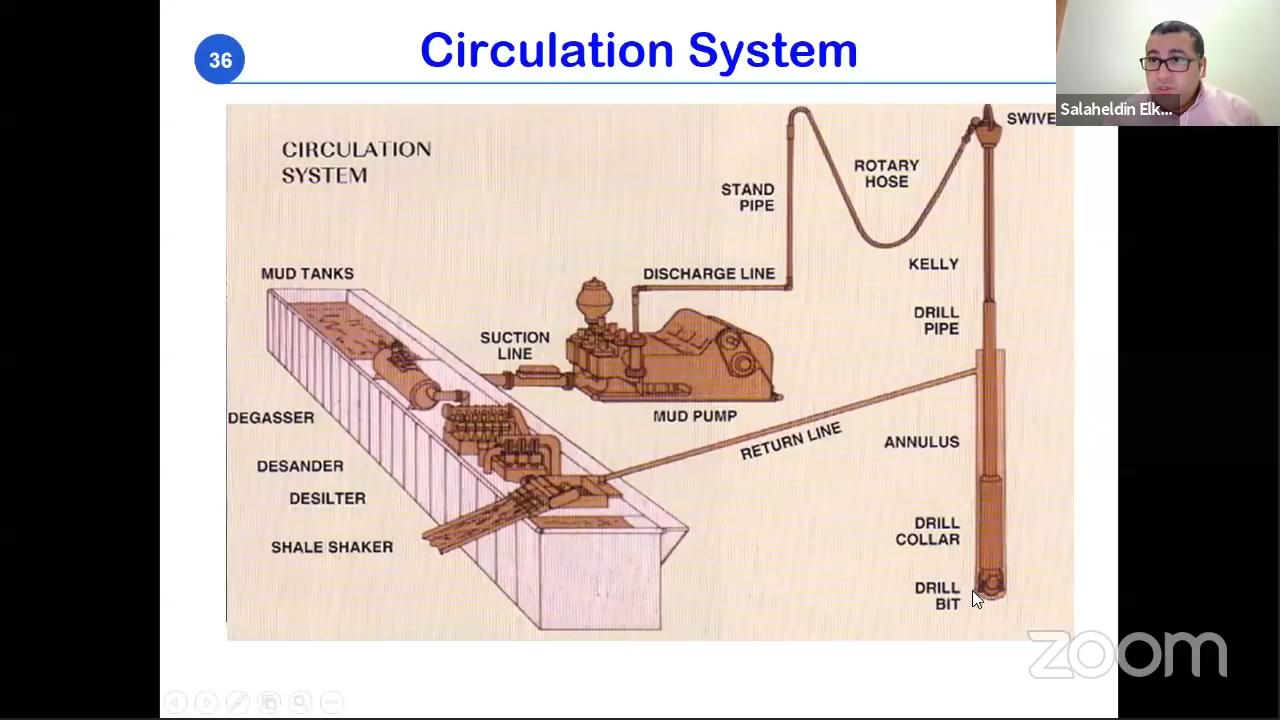 36
Circulation System
Salaheldin Elk...
CIRCULATION
SYSTEM
SWIVE
ROTARY
HOSE
STAND
PIPE
KELLY
MUD TANKS
DISCHARGE LINE
DRILL
PIPE
SUCTION
LINE
MUD PUMP
DEGASSER
RETURN LINE
ANNULUS
DESANDER
DESILTER
SHALE SHAKER
DRILL
COLLAR
DRILL
BIT
zoom